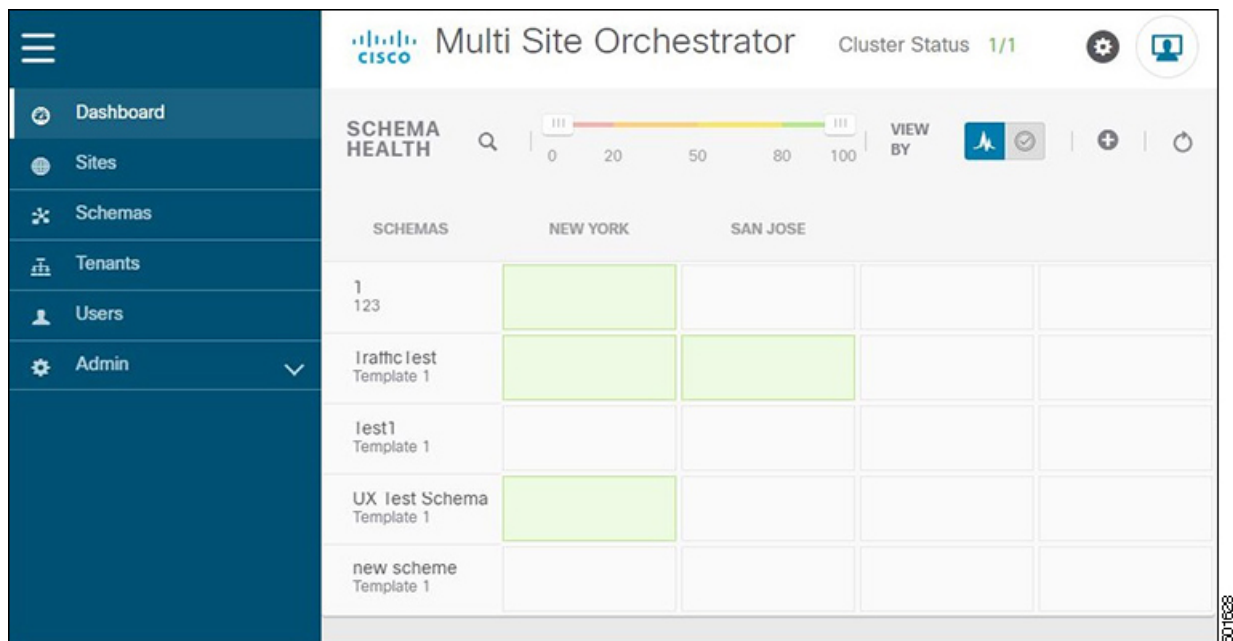 CISCO
Multi Site Orchestrator
Cluster Status 1/1
Dashboard
Sites
Schemas
Tenants
Users
Admin
SCHEMA
HEALTH
0 20 50 80 100
VIEW
BY
SCHEMAS NEW YORK SAN JOSE
1
123
TrafficTest
Template 1
Test1
Template 1
UX Test Schema
Template 1
new scheme
Template 1
501628